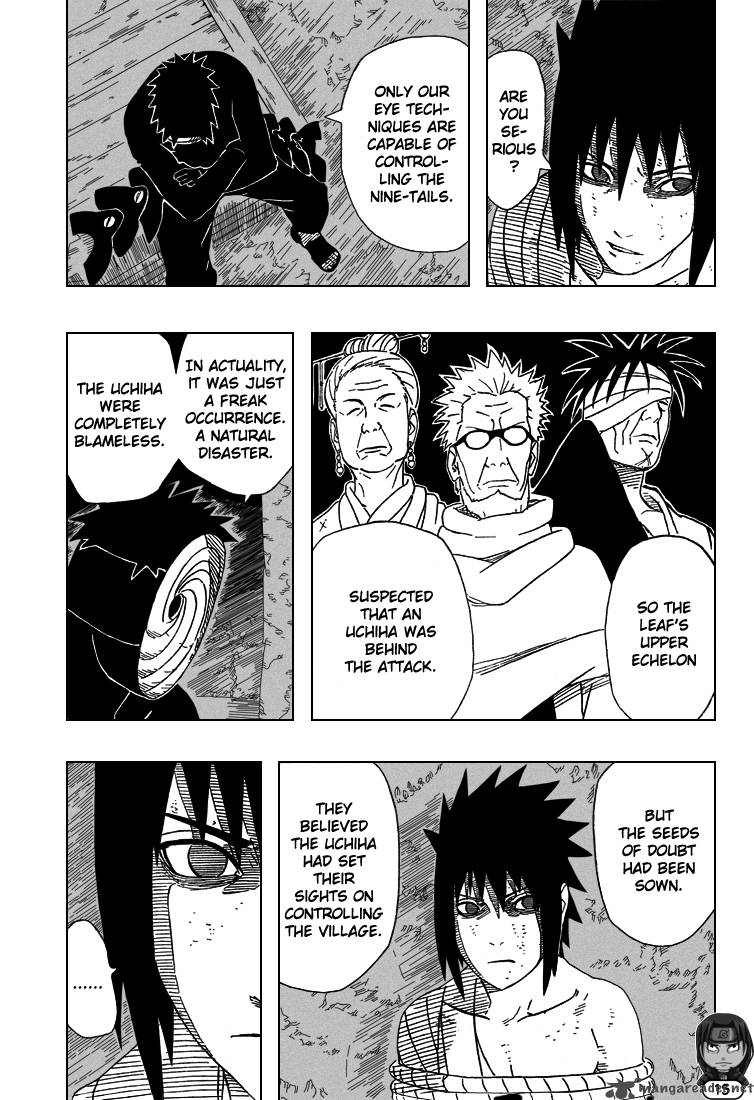 ARE
YOU
SE-
RIOUS
?
ONLY OUR
EYE TECH-
NIQUES ARE
CAPABLE OF
CONTROL-
LING THE
NINE-TAILS.
SO THE
LEAF'S
UPPER
ECHELON
SUSPECTED
THAT AN
UCHIHA WAS
BEHIND
THE ATTACK.
IN ACTUALITY,
IT WAS JUST
A FREAK
OCCURRENCE.
A NATURAL
DISASTER.
THE UCHIHA
WERE
COMPLETELY
BLAMELESS.
BUT
THE SEEDS
OF DOUBT
HAD BEEN
SOWN.
THEY
BELIEVED
THE UCHIHA
HAD SET
THEIR
SIGHTS ON
CONTROLLING
THE VILLAGE.
......
mangareader.net
15